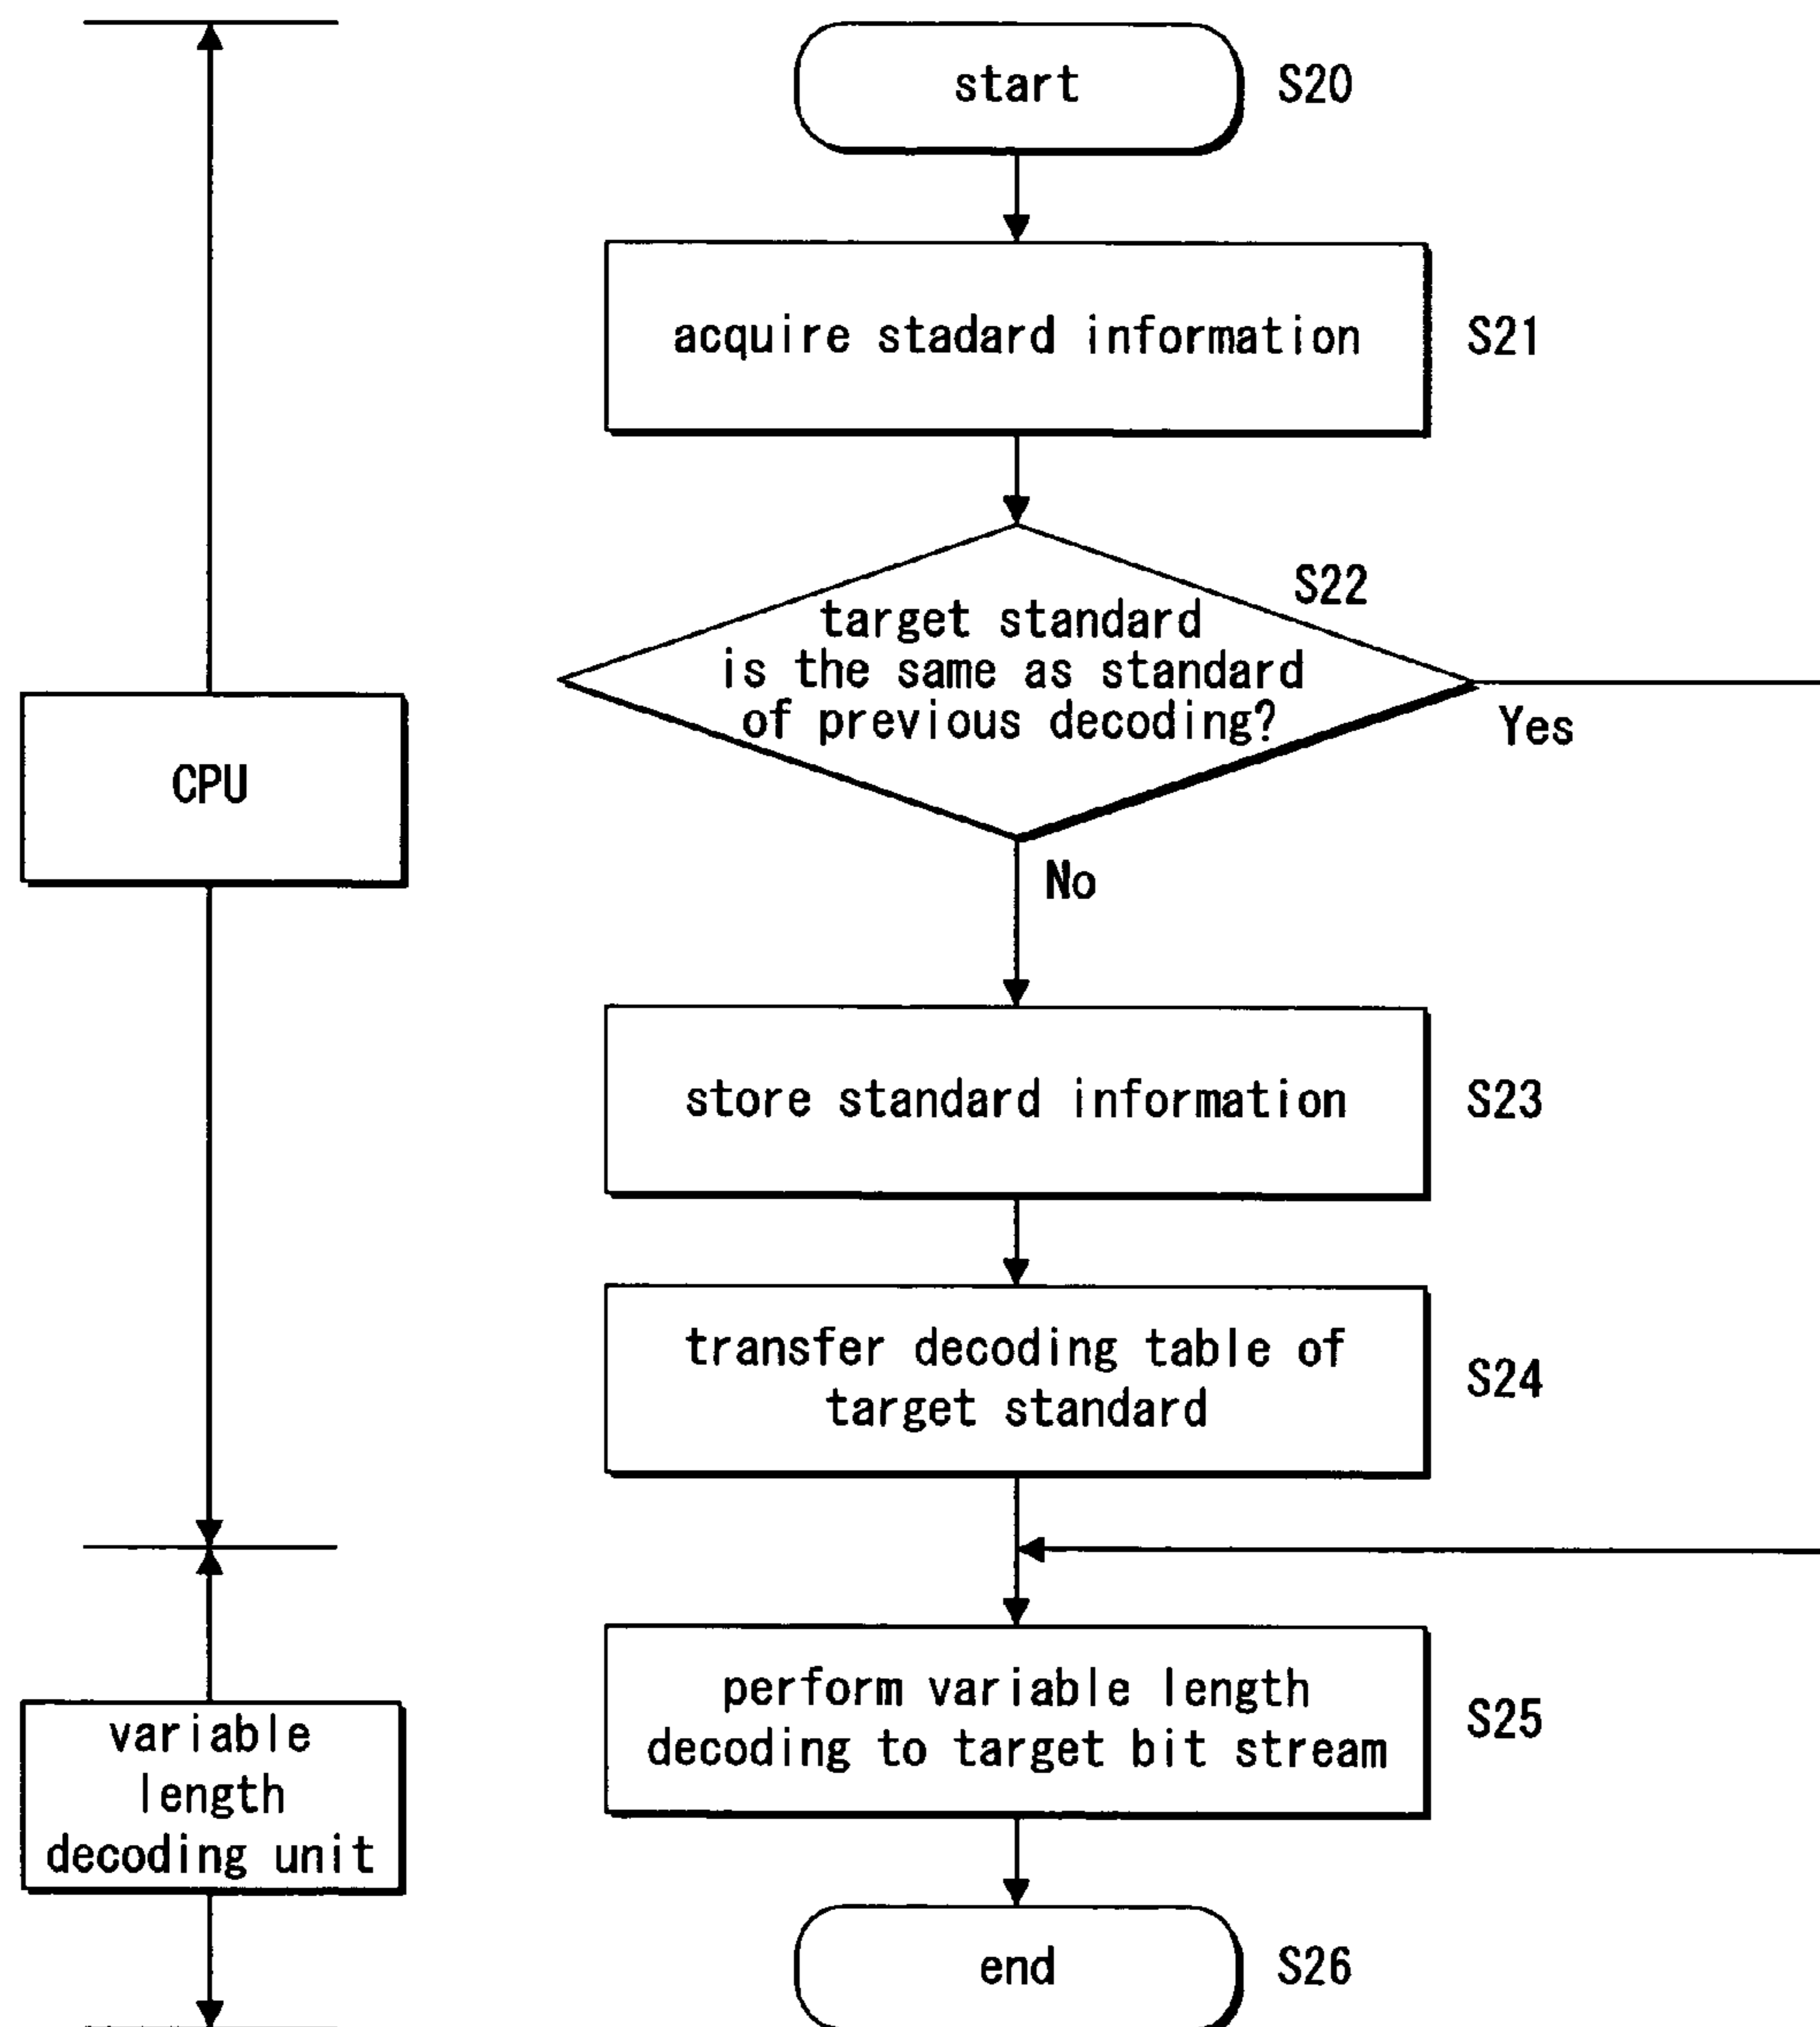 start
S20
acquire stadard information
S21
S22
target standard
is the same as standard
of previous decoding?
Yes
CPU
No
store standard information
S23
transfer decoding table of
target standard
S24
perform variable length
decoding to target bit stream
S25
variable
length
decoding unit
end
S26